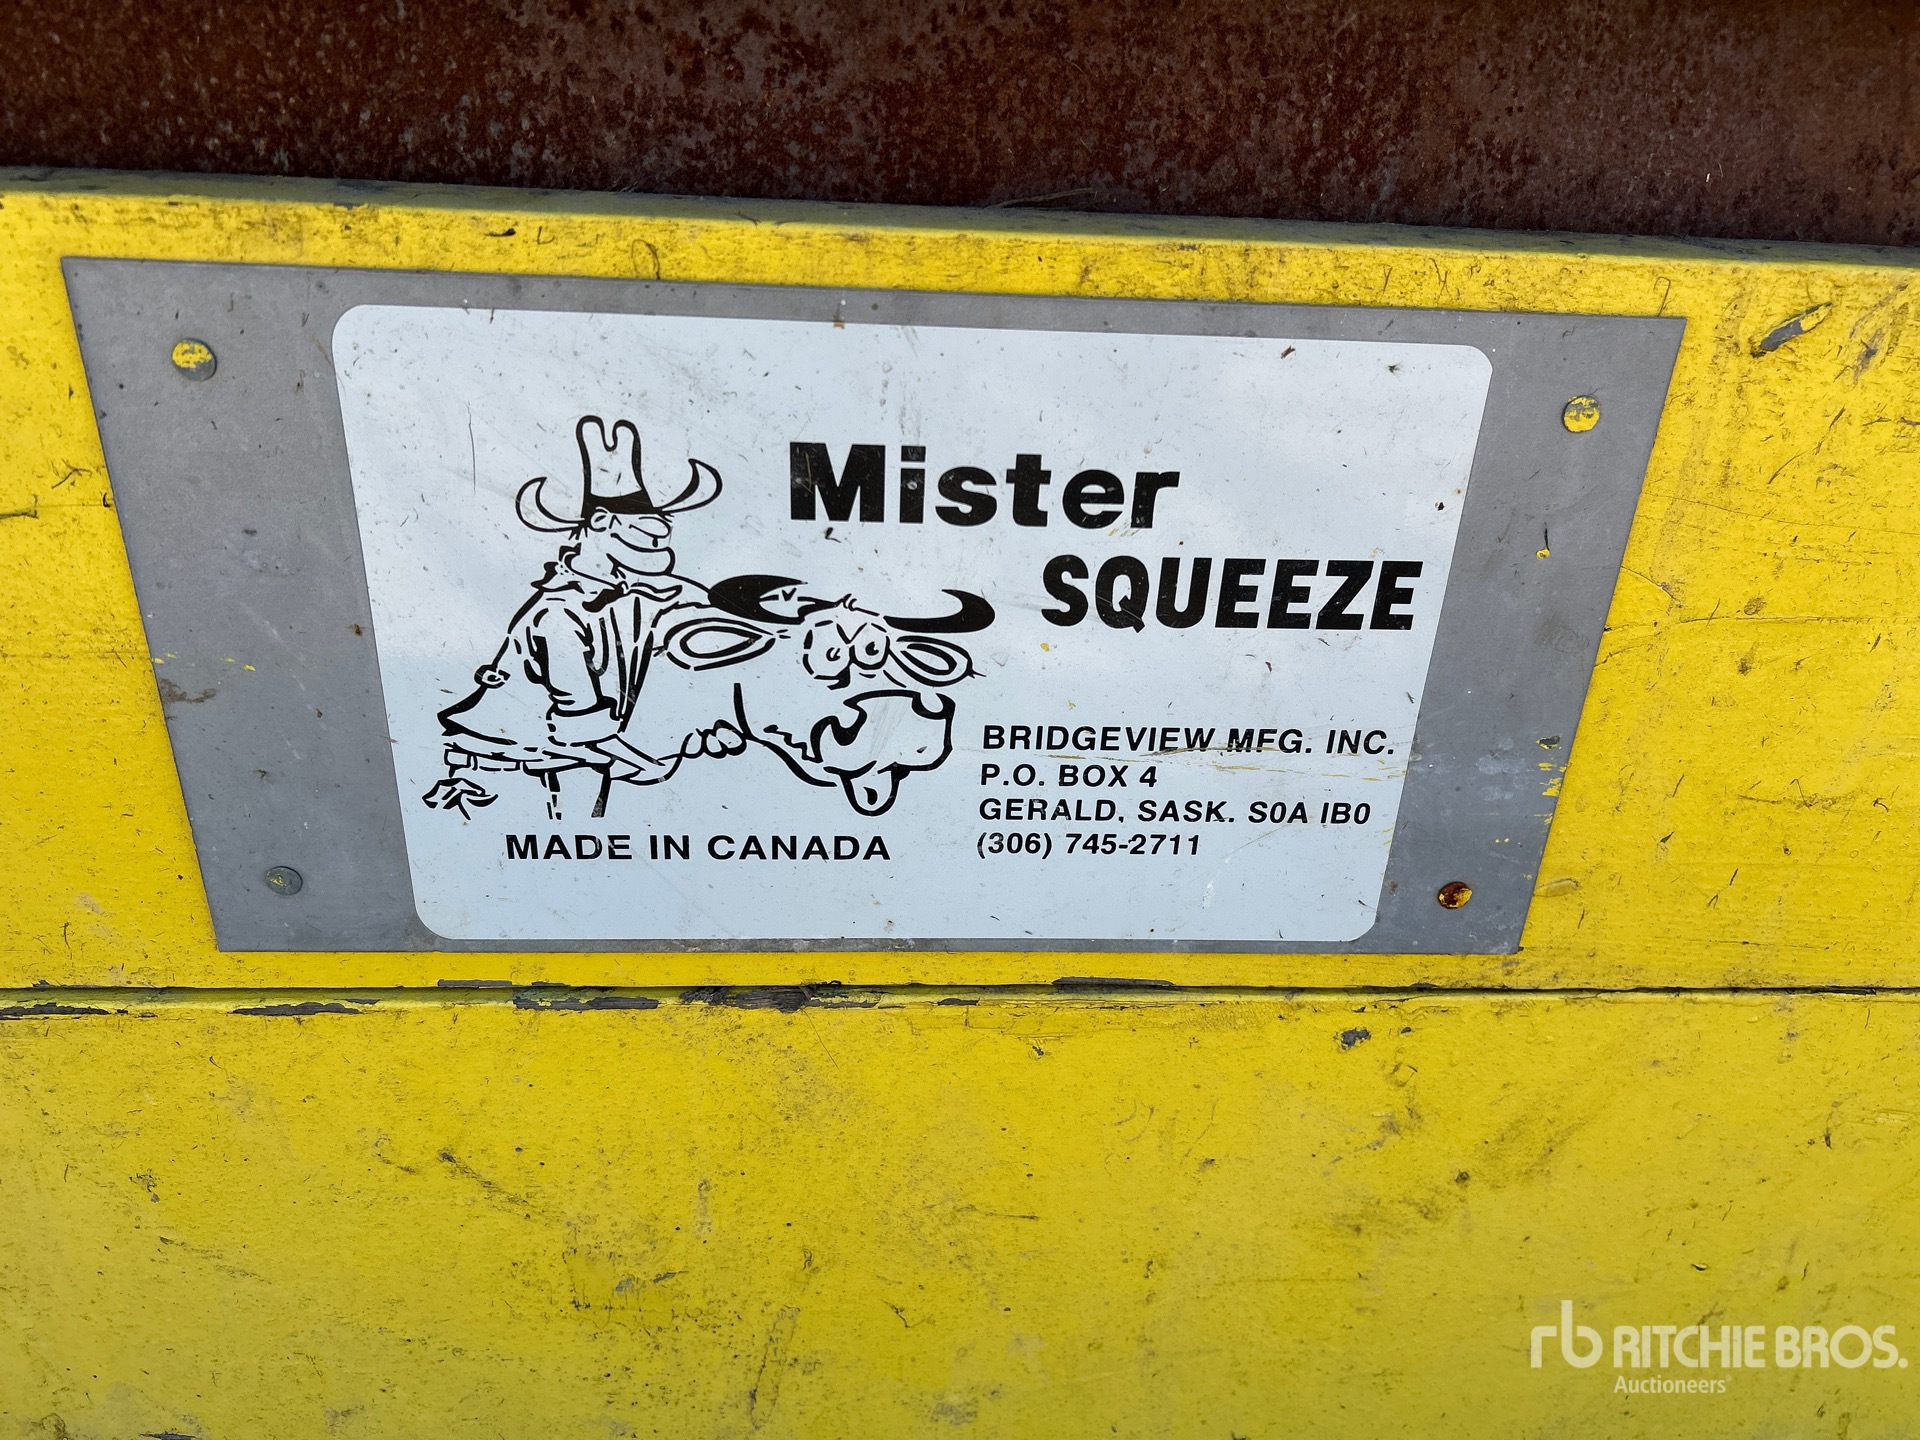 Mister
SQUEEZE
BRIDGEVIEW MFG. INC.
P.O. BOX 4
GERALD, SASK. S0A IB0
(306) 745-2711
MADE IN CANADA
rb RITCHIE BROS.
Auctioneers